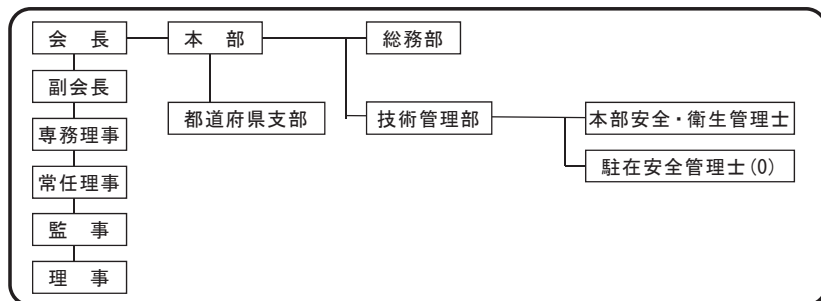 会　長
本　部
総務部
副会長
都道府県支部
技術管理部
本部安全・衛生管理士
専務理事
常任理事
駐在安全管理士(0)
監　事
理　事